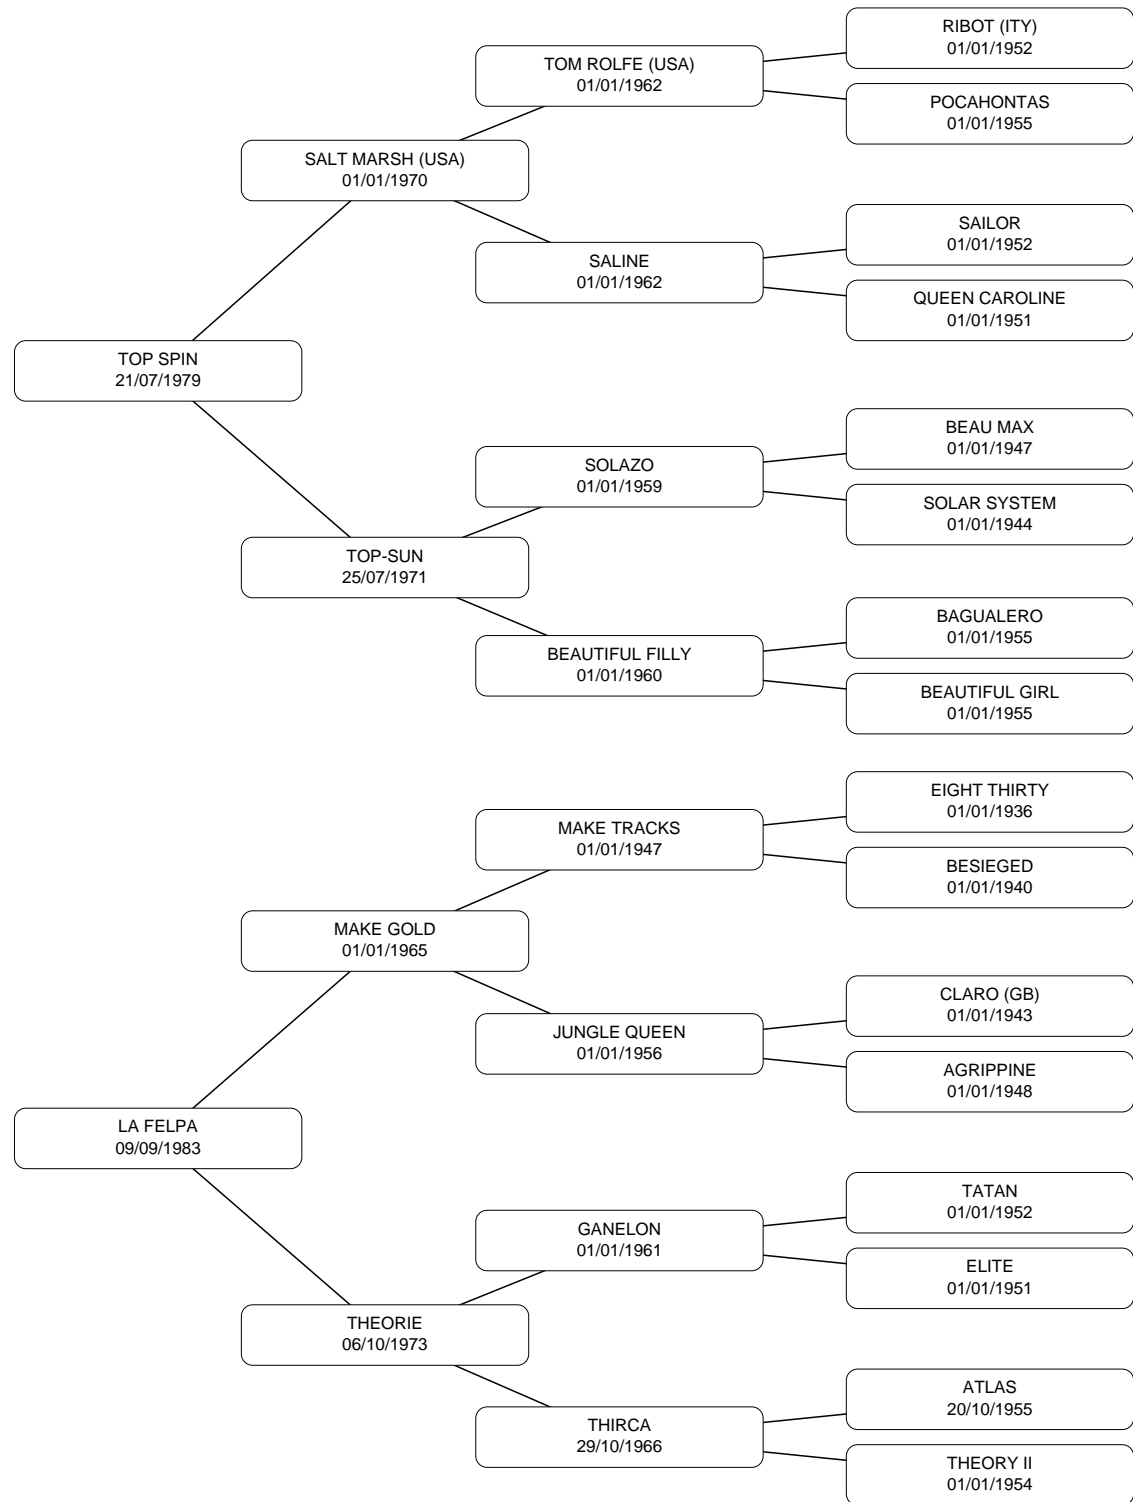 RIBOT (ITY)
01/01/1952
TOM ROLFE (USA)
01/01/1962
POCAHONTAS
01/01/1955
SALT MARSH (USA)
01/01/1970
SAILOR
01/01/1952
SALINE
01/01/1962
QUEEN CAROLINE
01/01/1951
TOP SPIN
21/07/1979
BEAU MAX
01/01/1947
SOLAZO
01/01/1959
SOLAR SYSTEM
01/01/1944
TOP-SUN
25/07/1971
BAGUALERO
01/01/1955
BEAUTIFUL FILLY
01/01/1960
BEAUTIFUL GIRL
01/01/1955
EIGHT THIRTY
01/01/1936
MAKE TRACKS
01/01/1947
BESIEGED
01/01/1940
MAKE GOLD
01/01/1965
CLARO (GB)
01/01/1943
JUNGLE QUEEN
01/01/1956
AGRIPPINE
01/01/1948
LA FELPA
09/09/1983
TATAN
01/01/1952
GANELON
01/01/1961
ELITE
01/01/1951
THEORIE
06/10/1973
ATLAS
20/10/1955
THIRCA
29/10/1966
THEORY II
01/01/1954